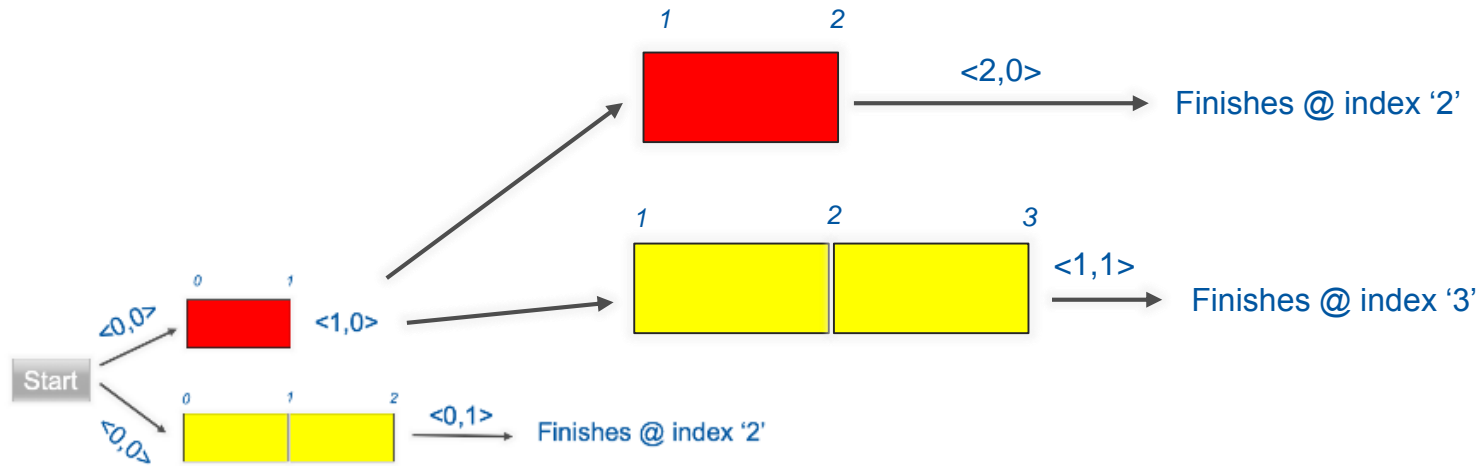 1 2
<2,0>
Finishes @ index ‘2’
1 2 3
<1,1>
Finishes @ index ‘3’
0 1
<0,0>
<1,0>
Start
0 1 2
<0,0>
<0,1>
Finishes @ index ‘2’